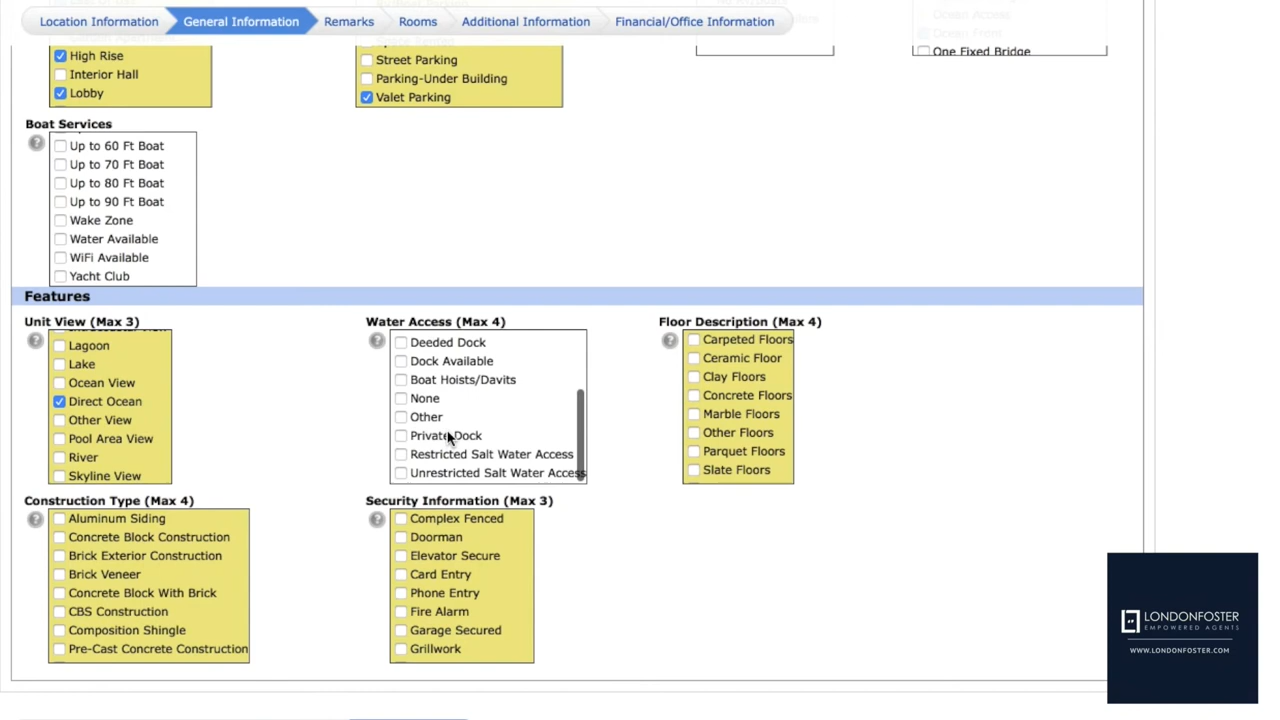 Location Information
General Information
Remarks
Rooms
Additional Information
Financial/Office Information
Ocean Access
Ocean Front
One Fixed Bridge
High Rise
Interior Hall
Lobby
Street Parking
Parking-Under Building
Valet Parking
Boat Services
Up to 60 Ft Boat
Up to 70 Ft Boat
Up to 80 Ft Boat
Up to 90 Ft Boat
Wake Zone
Water Available
WiFi Available
Yacht Club
Features
Unit View (Max 3)
Lagoon
Lake
Ocean View
Direct Ocean
Other View
Pool Area View
River
Skyline View
Water Access (Max 4)
Deeded Dock
Dock Available
Boat Hoists/Davits
None
Other
Private Dock
Restricted Salt Water Access
Unrestricted Salt Water Access
Floor Description (Max 4)
Carpeted Floors
Ceramic Floor
Clay Floors
Concrete Floors
Marble Floors
Other Floors
Parquet Floors
Slate Floors
Construction Type (Max 4)
Aluminum Siding
Concrete Block Construction
Brick Exterior Construction
Brick Veneer
Concrete Block With Brick
CBS Construction
Composition Shingle
Pre-Cast Concrete Construction
Security Information (Max 3)
Complex Fenced
Doorman
Elevator Secure
Card Entry
Phone Entry
Fire Alarm
Garage Secured
Grillwork
LONDONFOSTER
EMPOWERED AGENTS
WWW.LONDONFOSTER.COM